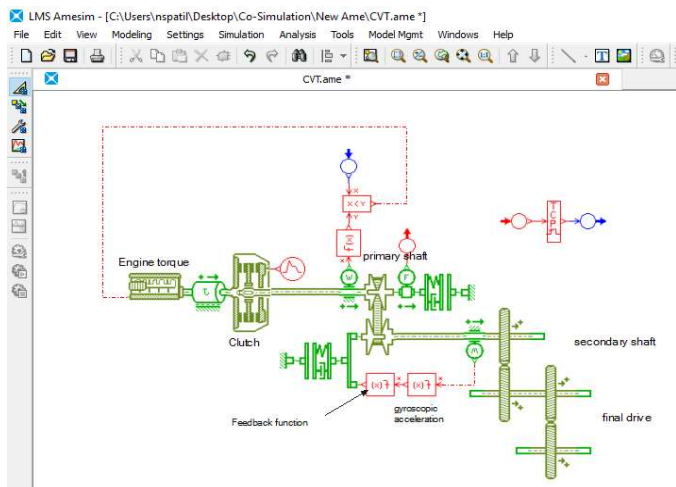 LMS Amesim - [C:\Users\nspatil\Desktop\Co-Simulation\New Ame\CVT.ame *]
File Edit View Modeling Settings Simulation Analysis Tools Model Mgmt Windows Help
CVT.ame *
X
X<Y
Y
TCP
f(x)
primary shaft
x
Engine torque
W
F
τ
Clutch
secondary shaft
x
x
f(x)
f(x)
gyroscopic
acceleration
Feedback function
final drive